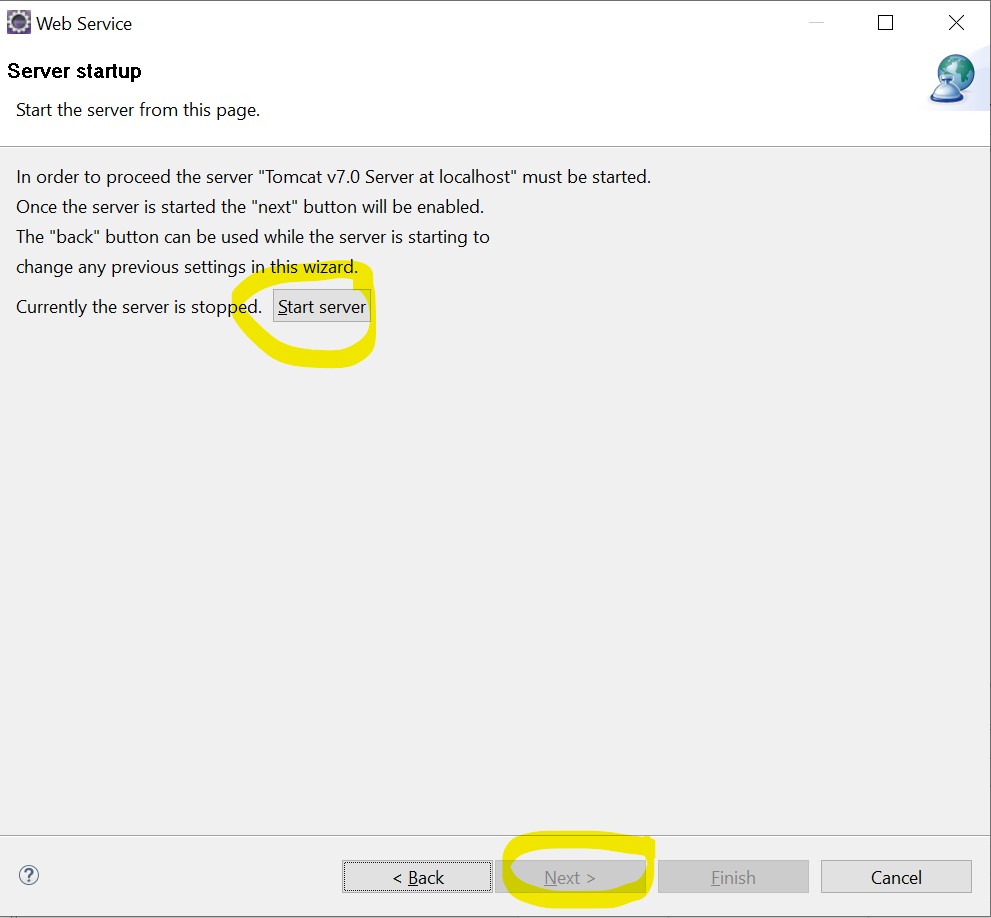 Web Service
Server startup
Start the server from this page.
In order to proceed the server "Tomcat v7.0 Server at localhost" must be started.
Once the server is started the "next" button will be enabled.
The "back" button can be used while the server is starting to
change any previous settings in this wizard.
Currently the server is stopped. Start server
? < Back Next > Finish Cancel